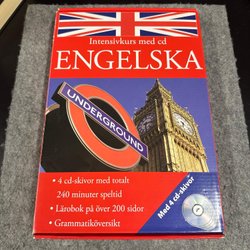 Intensivkurs med cd
ENGELSKA
UNDERGROUND
• 4 cd-skivor med totalt
240 minuter speltid
• Lärobok på över 200 sidor
• Grammatiköversikt
Med 4 cd-skivor